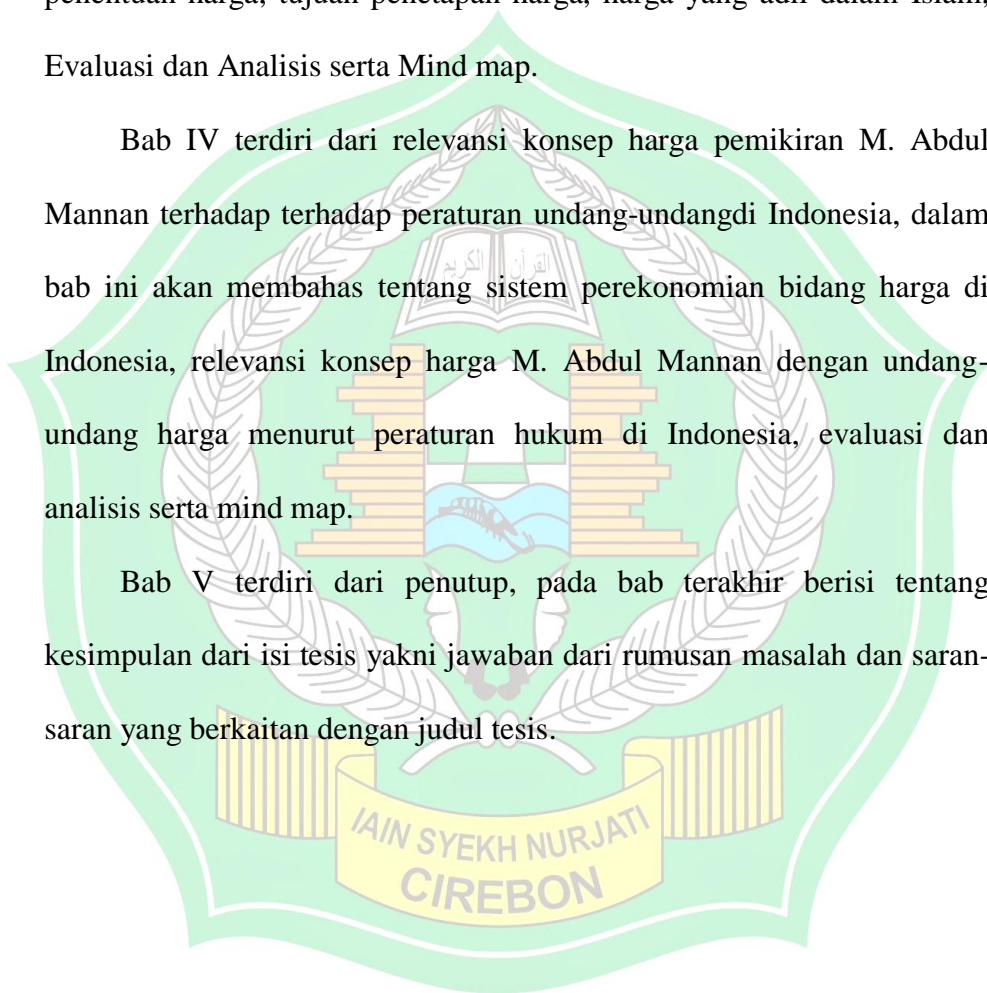 penentuan harga, tujuan penetapan harga, harga yang adil dalam Islam,
Evaluasi dan Analisis serta Mind map.
Bab IV terdiri dari relevansi konsep harga pemikiran M. Abdul
Mannan terhadap terhadap peraturan undang-undangdi Indonesia, dalam
bab ini akan membahas tentang sistem perekonomian bidang harga di
Indonesia, relevansi konsep harga M. Abdul Mannan dengan undang-
undang harga menurut peraturan hukum di Indonesia, evaluasi dan
analisis serta mind map.
Bab V terdiri dari penutup, pada bab terakhir berisi tentang
kesimpulan dari isi tesis yakni jawaban dari rumusan masalah dan saran-
saran yang berkaitan dengan judul tesis.
القرآن الكريم
IAIN SYEKH NURJATI
CIREBON